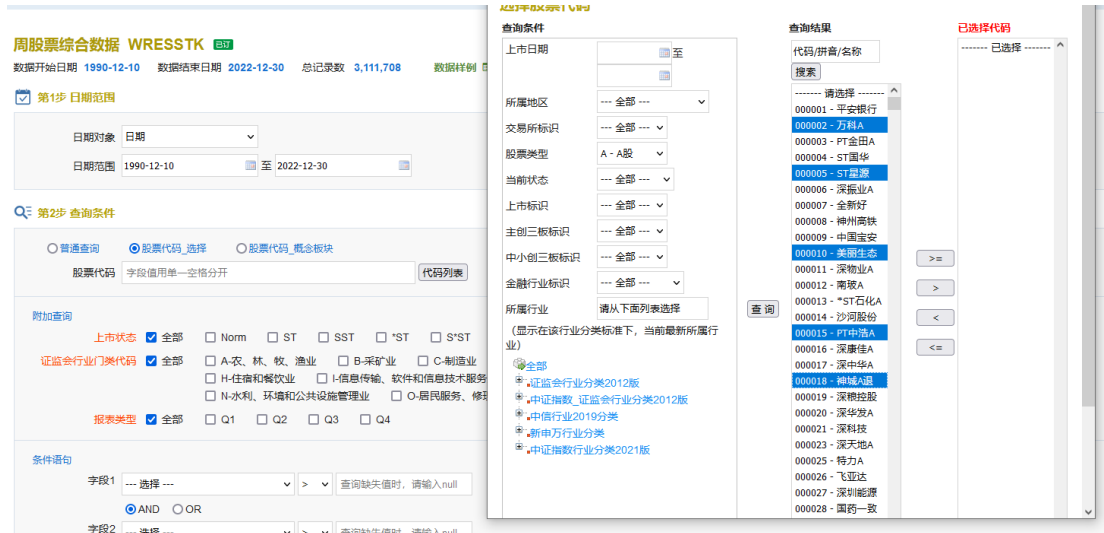 周股票综合数据 WRESSTK 已订
数据开始日期 1990-12-10 数据结束日期 2022-12-30 总记录数 3,111,708 数据样例
第1步 日期范围
日期对象 日期
日期范围 1990-12-10 至 2022-12-30
第2步 查询条件
普通查询 股票代码_选择 股票代码_概念板块
股票代码 字段值用单一空格分开 代码列表
附加查询
上市状态 全部 Norm ST SST *ST S*ST
证监会行业门类代码 全部 A-农、林、牧、渔业 B-采矿业 C-制造业
H-住宿和餐饮业 I-信息传输、软件和信息技术服务
N-水利、环境和公共设施管理业 O-居民服务、修理
报表类型 全部 Q1 Q2 Q3 Q4
条件语句
字段1 --- 选择 --- > 查询缺失值时，请输入null
AND OR
字段2 --- 选择 --- > 查询缺失值时，请输入null
选择股票代码
查询条件
上市日期 至
所属地区 --- 全部 ---
交易所标识 --- 全部 ---
股票类型 A - A股
当前状态 --- 全部 ---
上市标识 --- 全部 ---
主创三板标识 --- 全部 ---
中小创三板标识 --- 全部 ---
金融行业标识 --- 全部 ---
所属行业 请从下面列表选择
（显示在该行业分类标准下，当前最新所属行
业）
全部
证监会行业分类2012版
中证指数_证监会行业分类2012版
中信行业2019分类
新申万行业分类
中证指数行业分类2021版
查 询
查询结果
代码/拼音/名称
搜索
------- 请选择 -------
000001 - 平安银行
000002 - 万科A
000003 - PT金田A
000004 - ST国华
000005 - ST星源
000006 - 深振业A
000007 - 全新好
000008 - 神州高铁
000009 - 中国宝安
000010 - 美丽生态
000011 - 深物业A
000012 - 南玻A
000013 - *ST石化A
000014 - 沙河股份
000015 - PT中浩A
000016 - 深康佳A
000017 - 深中华A
000018 - 神城A退
000019 - 深粮控股
000020 - 深华发A
000021 - 深科技
000023 - 深天地A
000025 - 特力A
000026 - 飞亚达
000027 - 深圳能源
000028 - 国药一致
>=
>
<
<=
已选择代码
------- 已选择 -------